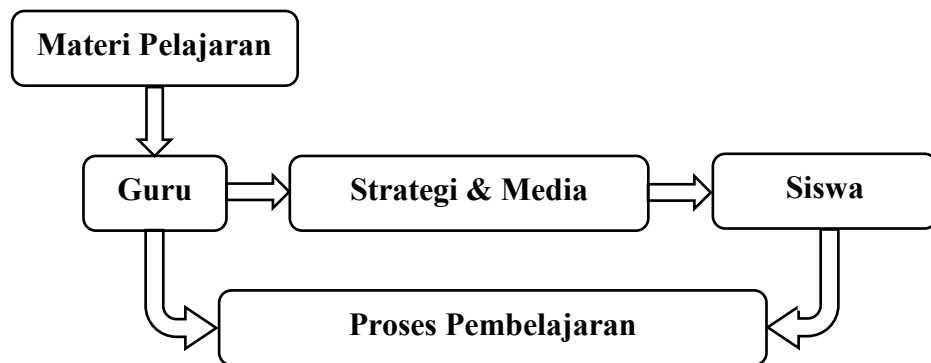 Materi Pelajaran
Guru
Strategi & Media
Siswa
Proses Pembelajaran